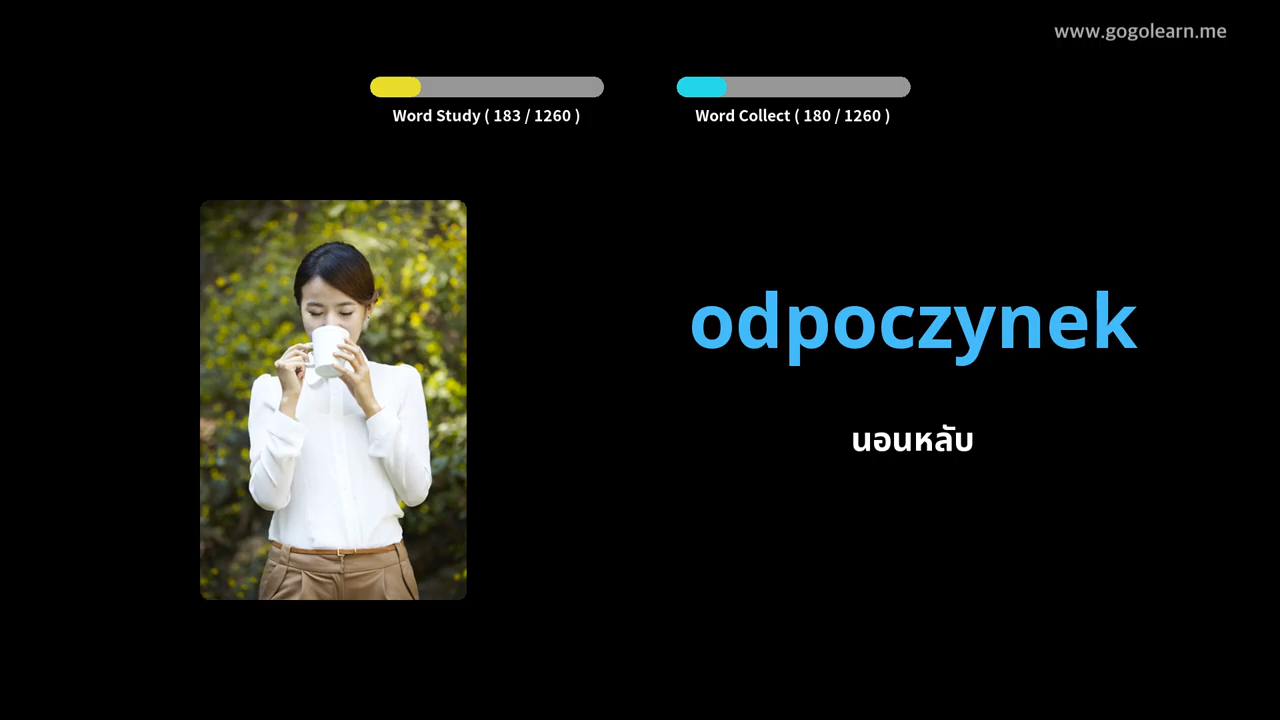 www.gogolearn.me
Word Study ( 183 / 1260 )
Word Collect ( 180 / 1260 )
odpoczynek
นอนหลับ